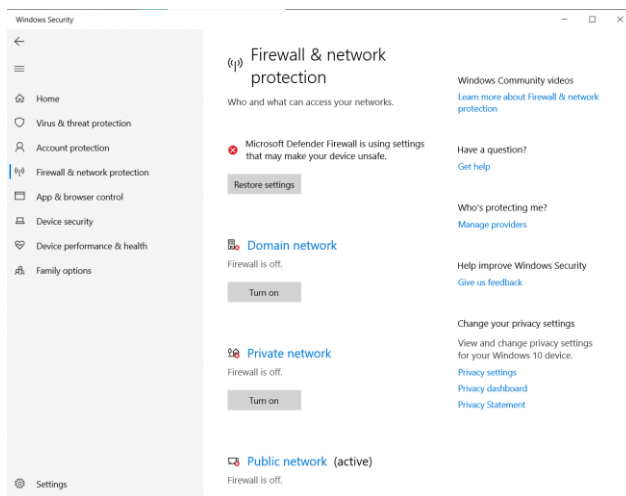 Windows Security
Home
Virus & threat protection
Account protection
Firewall & network protection
App & browser control
Device security
Device performance & health
Family options
Settings
Firewall & network
protection
Who and what can access your networks.
Microsoft Defender Firewall is using settings
that may make your device unsafe.
Restore settings
Domain network
Firewall is off.
Turn on
Private network
Firewall is off.
Turn on
Public network (active)
Firewall is off.
Windows Community videos
Learn more about Firewall & network
protection
Have a question?
Get help
Who's protecting me?
Manage providers
Help improve Windows Security
Give us feedback
Change your privacy settings
View and change privacy settings
for your Windows 10 device.
Privacy settings
Privacy dashboard
Privacy Statement